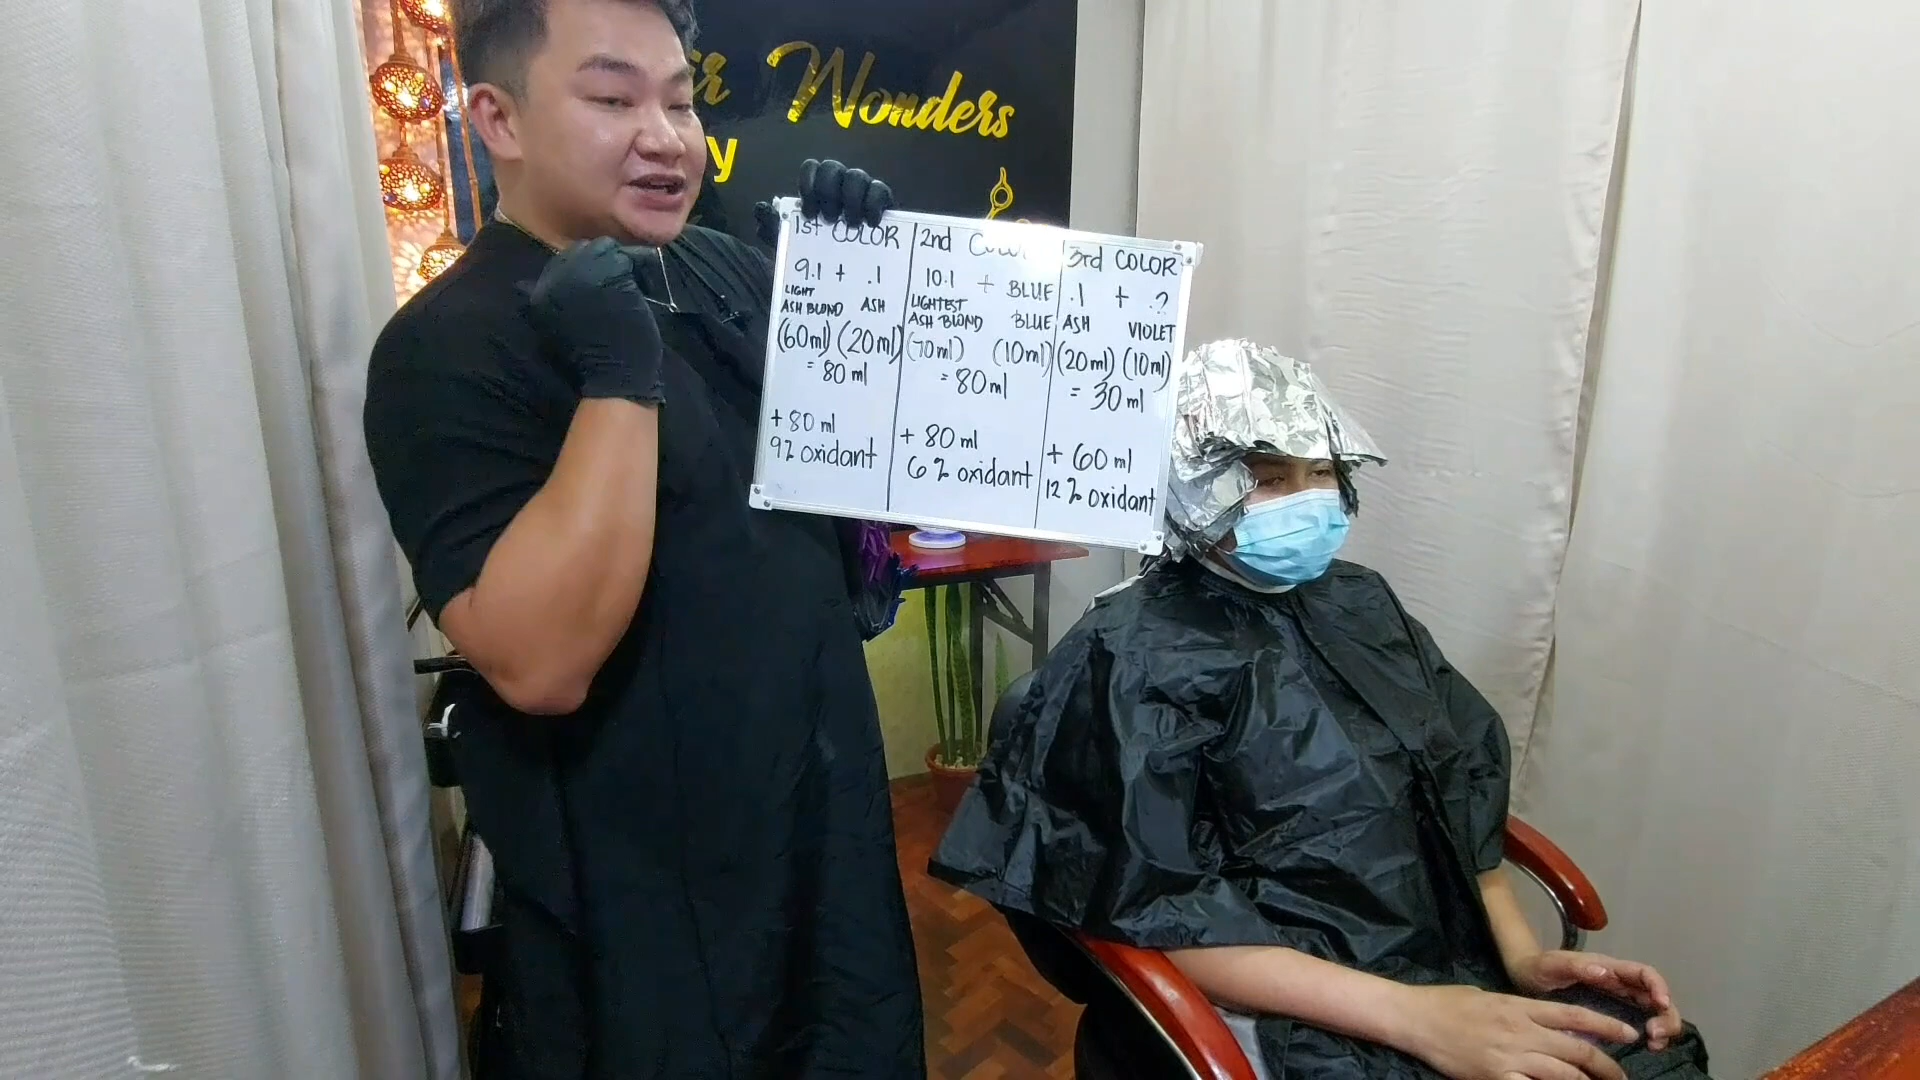 Wonders
y
1st COLOR
9.1 + .1
LIGHT
ASH BLOND ASH
(60ml) (20ml)
= 80 ml
+ 80 ml
9% oxidant
2nd
10.1 + BLUE
LIGHTEST
ASH BLOND BLUE
(70ml) (10ml)
= 80ml
+ 80 ml
6% oxidant
3rd COLOR
.1 + .2
ASH VIOLET
(20ml) (10ml)
= 30 ml
+ 60 ml
12% oxidant